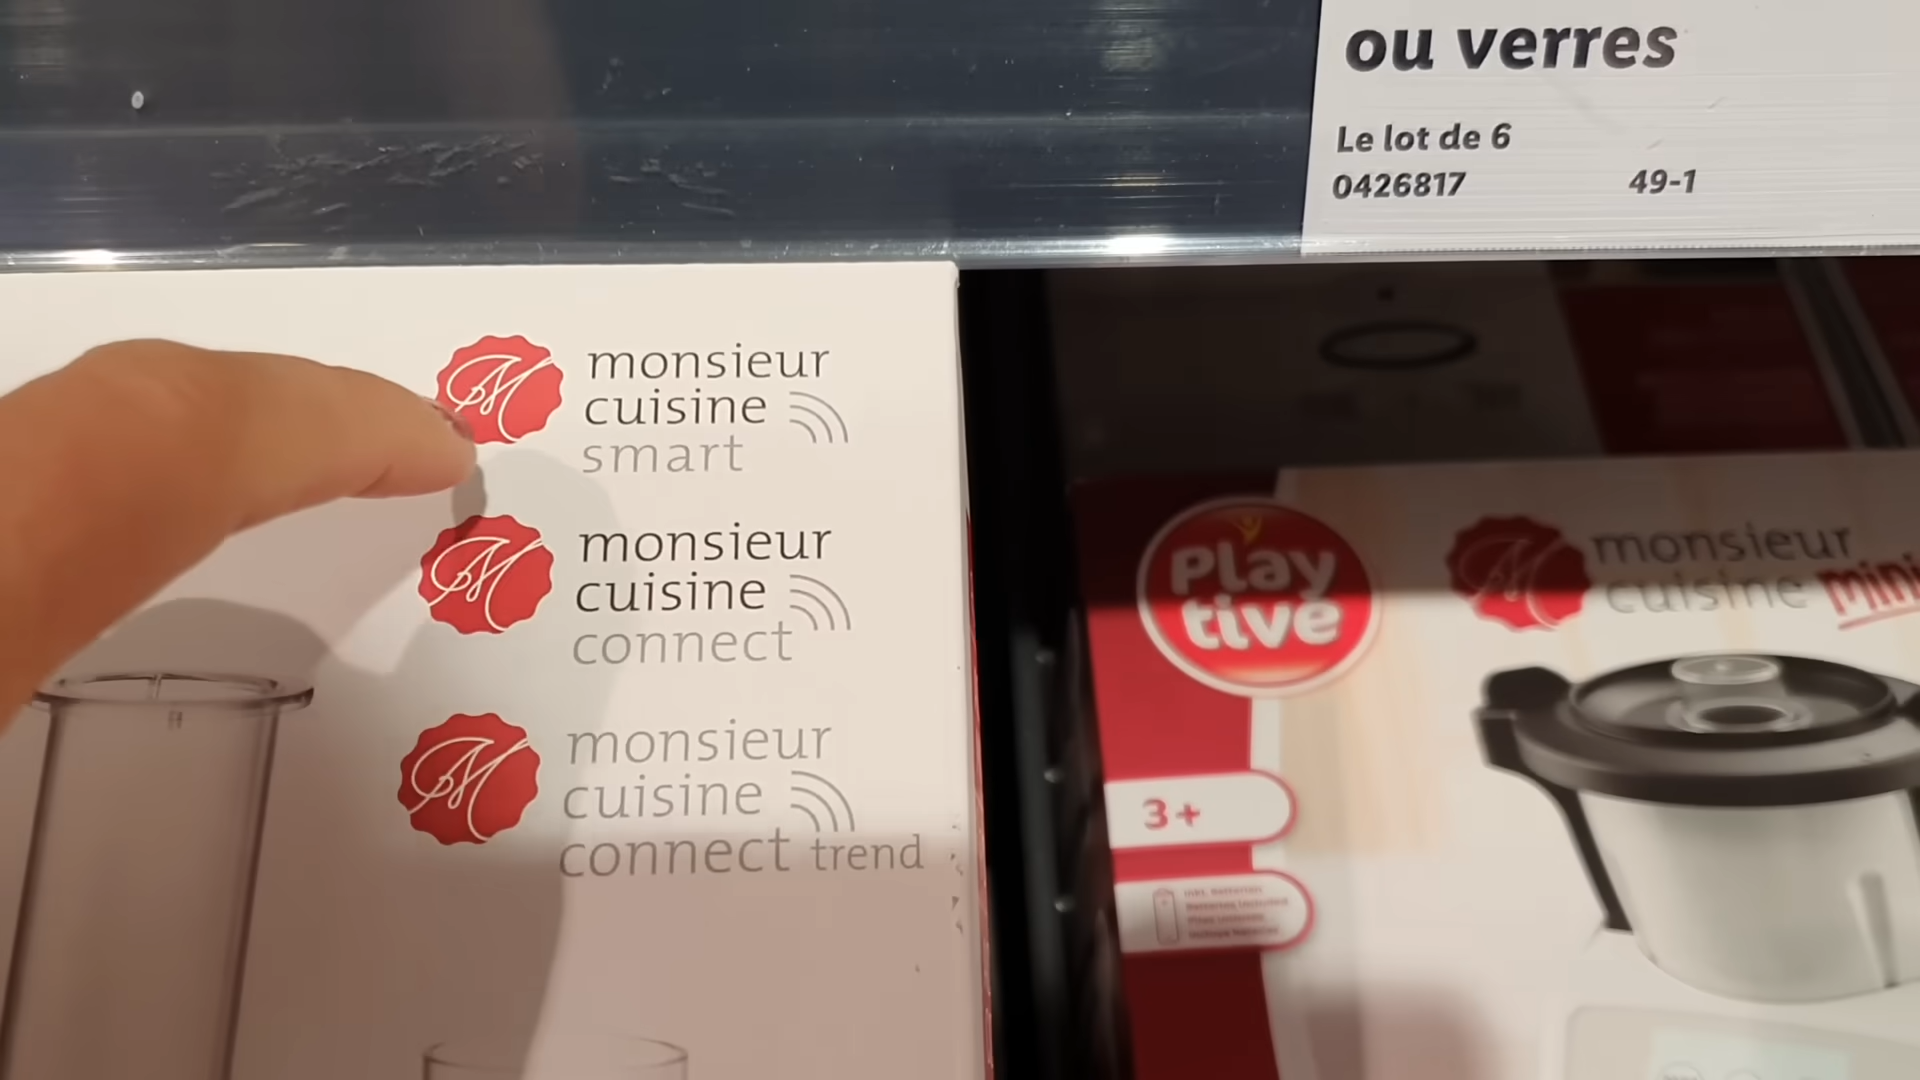 ou verres
Le lot de 6
0426817 49-1
monsieur
cuisine
smart
monsieur
cuisine
connect
monsieur
cuisine
connect trend
Play
tive
monsieur
cuisine mini
3+